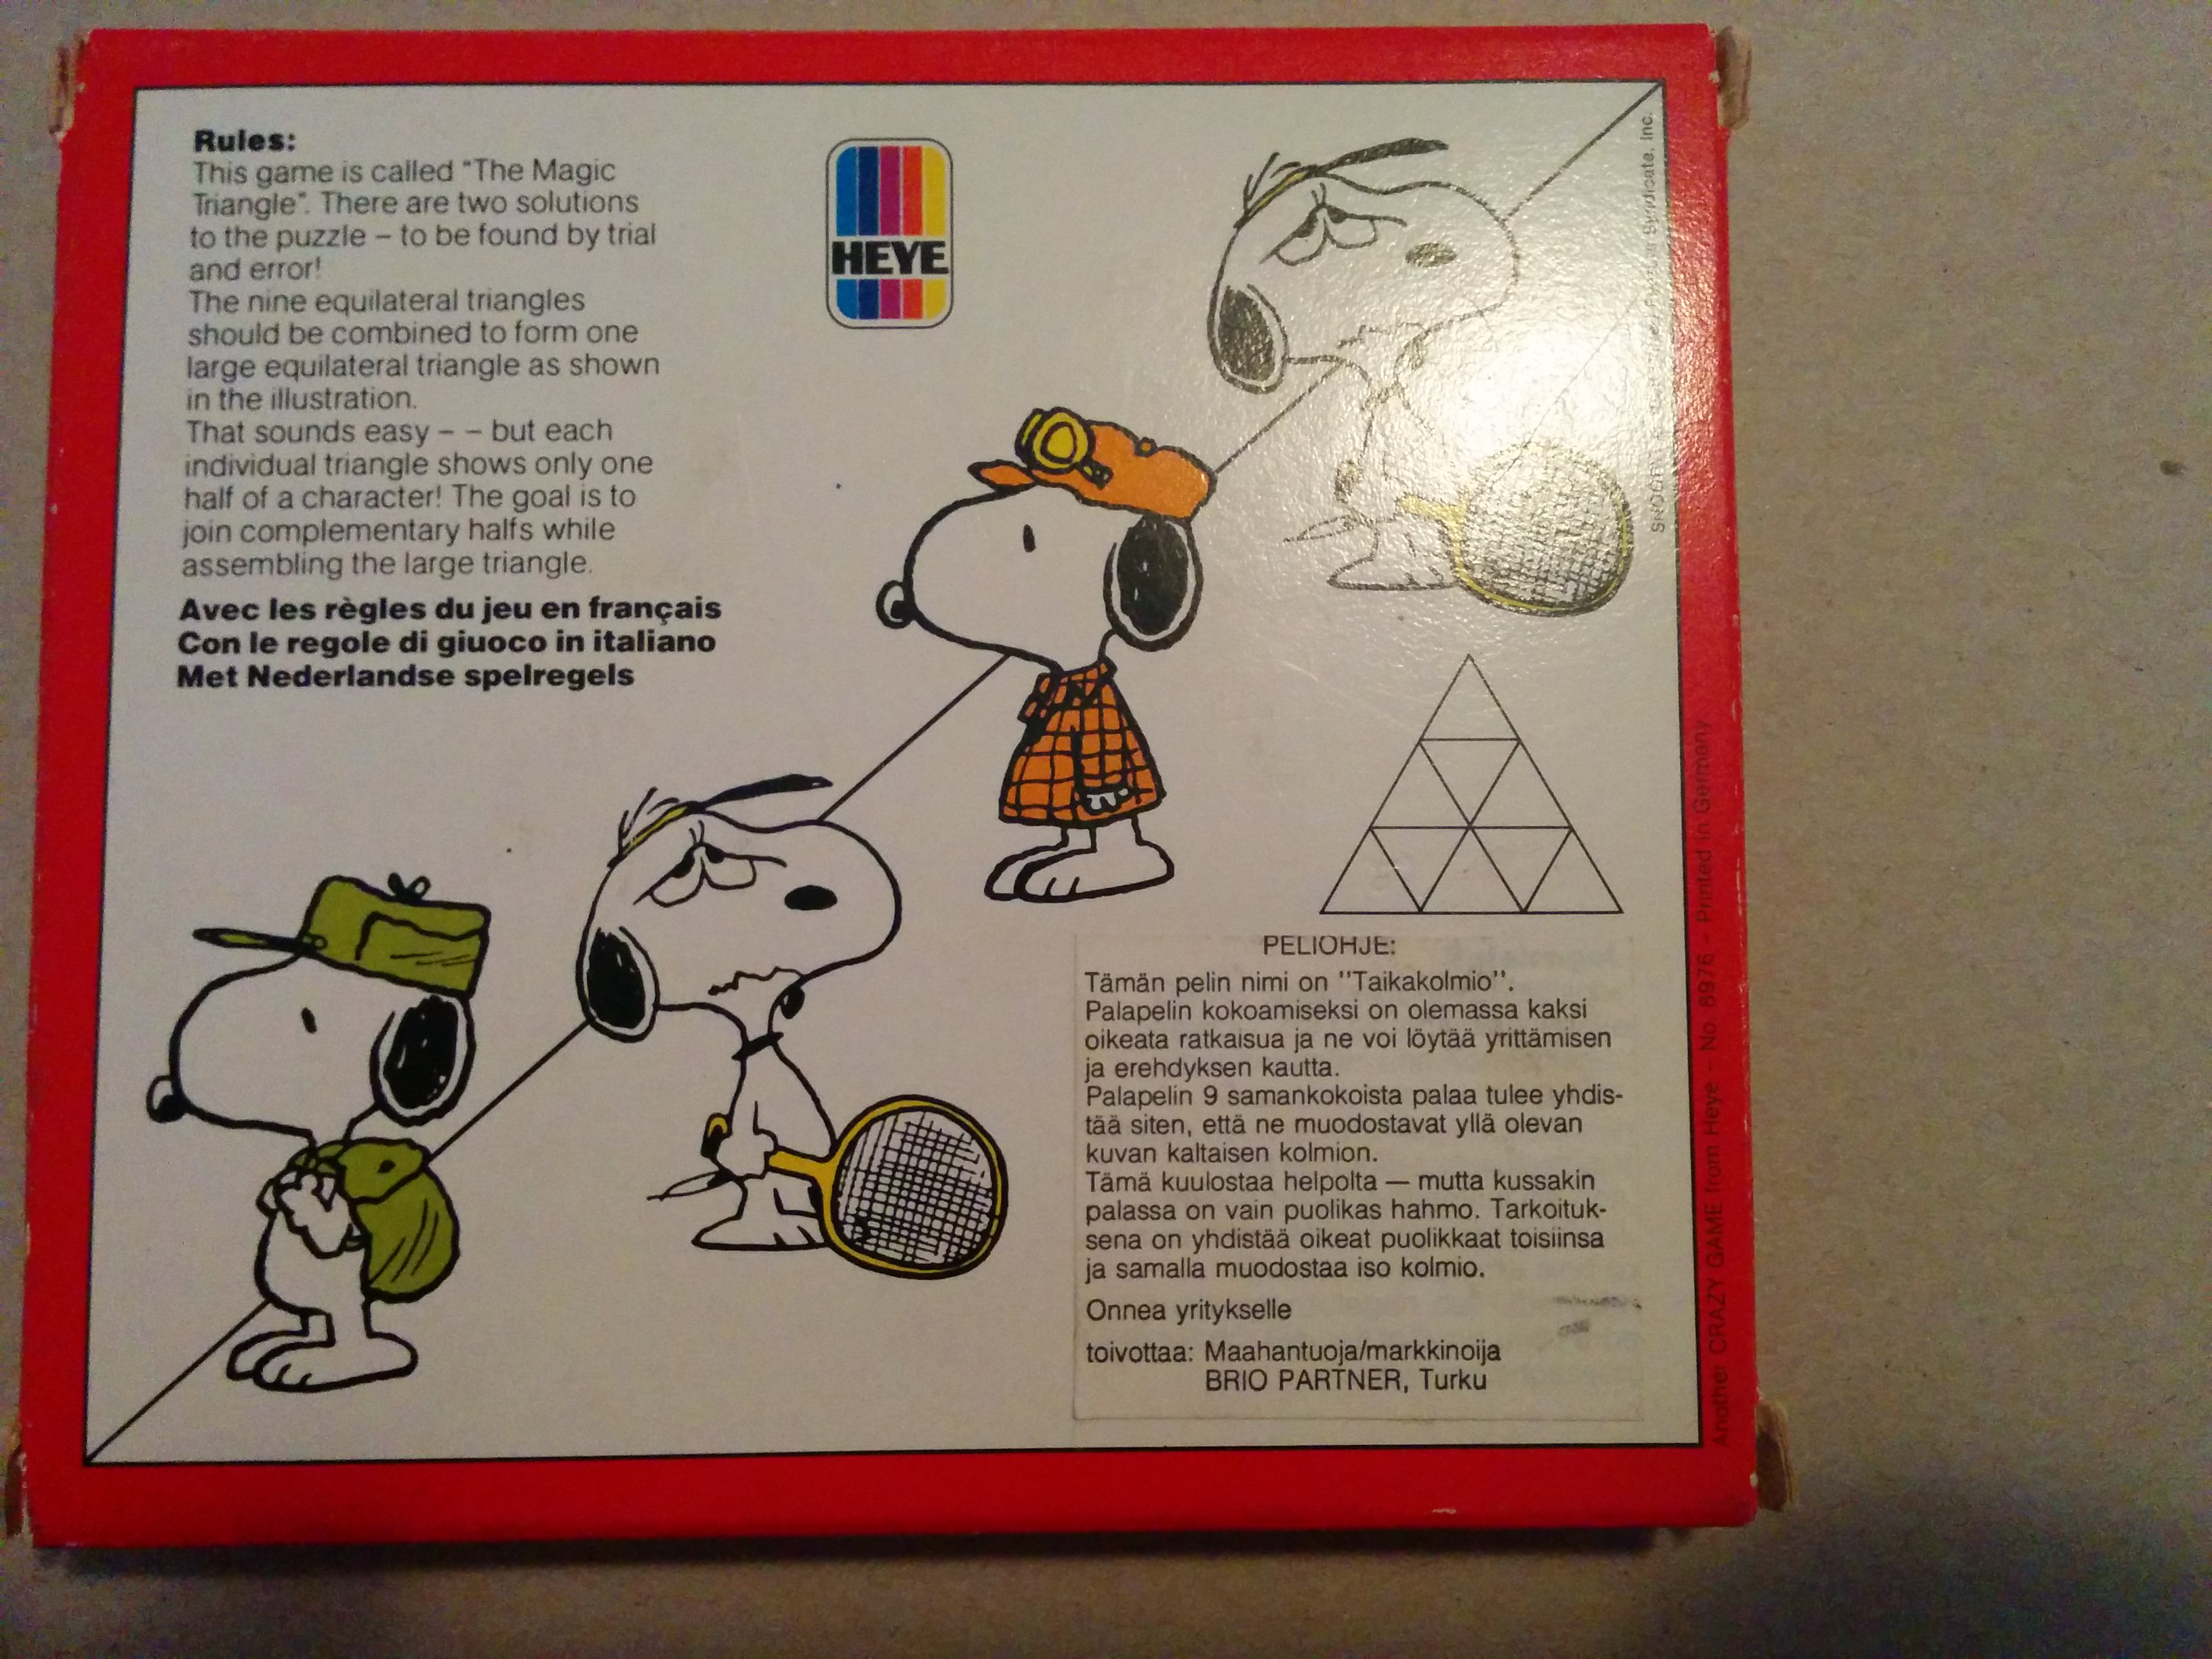 Rules:
This game is called "The Magic
Triangle". There are two solutions
to the puzzle – to be found by trial
and error!
The nine equilateral triangles
should be combined to form one
large equilateral triangle as shown
in the illustration.
That sounds easy – – but each
individual triangle shows only one
half of a character! The goal is to
join complementary halfs while
assembling the large triangle.
Avec les règles du jeu en français
Con le regole di giuoco in italiano
Met Nederlandse spelregels
HEYE
PELIOHJE:
Tämän pelin nimi on "Taikakolmio".
Palapelin kokoamiseksi on olemassa kaksi
oikeata ratkaisua ja ne voi löytää yrittämisen
ja erehdyksen kautta.
Palapelin 9 samankokoista palaa tulee yhdis-
tää siten, että ne muodostavat yllä olevan
kuvan kaltaisen kolmion.
Tämä kuulostaa helpolta — mutta kussakin
palassa on vain puolikas hahmo. Tarkoituk-
sena on yhdistää oikeat puolikkaat toisiinsa
ja samalla muodostaa iso kolmio.
Onnea yritykselle
toivottaa: Maahantuoja/markkinoija
BRIO PARTNER, Turku
Syndicate, Inc.
Another CRAZY GAME from Heye – No. 8976 – Printed in Germany